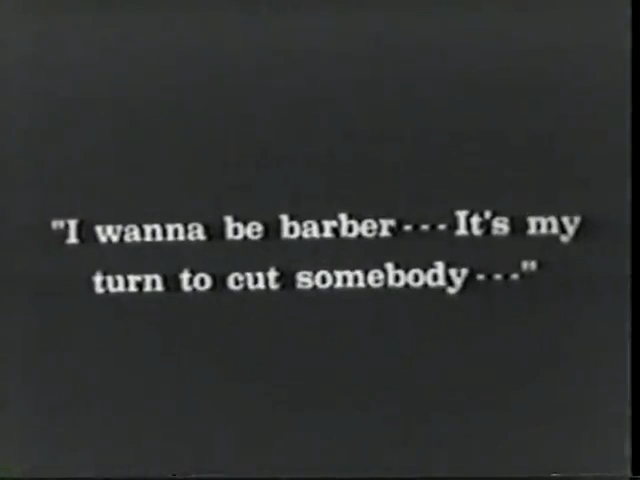 "I wanna be barber----It's my
turn to cut somebody----"